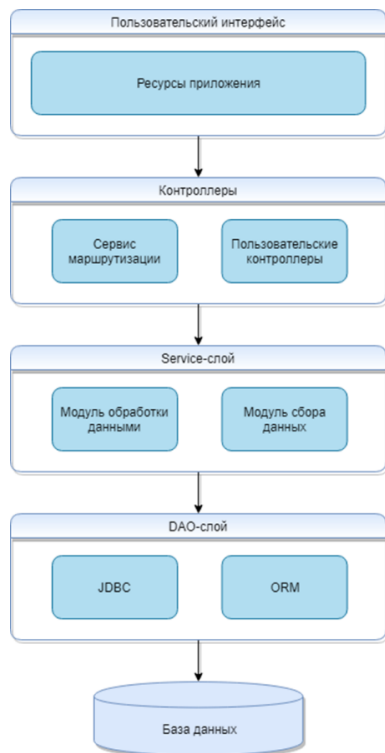 Пользовательский интерфейс
Ресурсы приложения
Контроллеры
Сервис
маршрутизации
Пользовательские
контроллеры
Service-слой
Модуль обработки
данными
Модуль сбора
данных
DAO-слой
JDBC
ORM
База данных